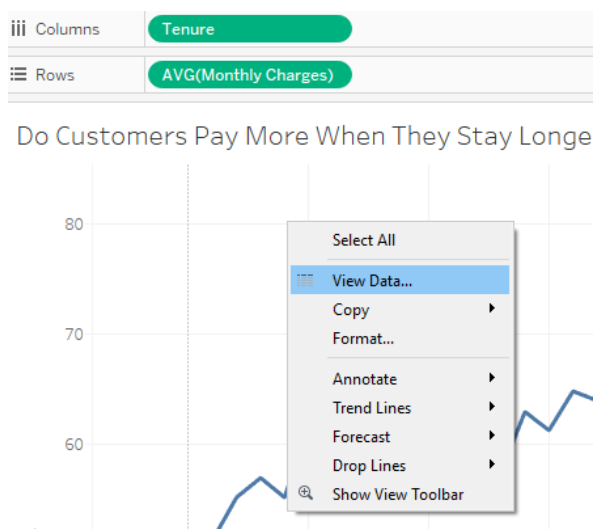 Columns Tenure
Rows AVG(Monthly Charges)
Do Customers Pay More When They Stay Longe
80
70
60
Select All
View Data...
Copy
Format...
Annotate
Trend Lines
Forecast
Drop Lines
Show View Toolbar